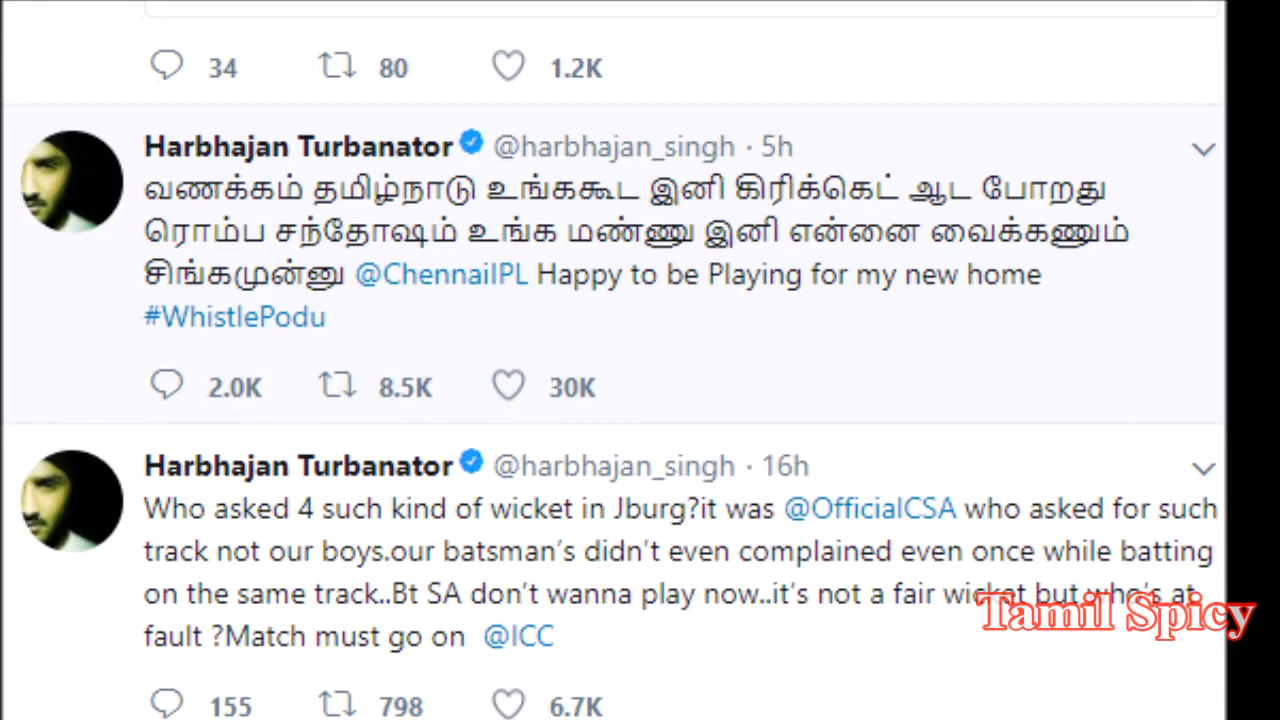 34 80 1.2K
Harbhajan Turbanator @harbhajan_singh · 5h
வணக்கம் தமிழ்நாடு உங்ககூட இனி கிரிக்கெட் ஆட போறது
ரொம்ப சந்தோஷம் உங்க மண்ணு இனி என்னை வைக்கணும்
சிங்கமுன்னு @ChennaiIPL Happy to be Playing for my new home
#WhistlePodu
2.0K 8.5K 30K
Harbhajan Turbanator @harbhajan_singh · 16h
Who asked 4 such kind of wicket in Jburg?it was @OfficialCSA who asked for such
track not our boys.our batsman’s didn’t even complained even once while batting
on the same track..Bt SA don’t wanna play now..it’s not a fair wicket but who’s at
fault ?Match must go on @ICC
Tamil Spicy
155 798 6.7K